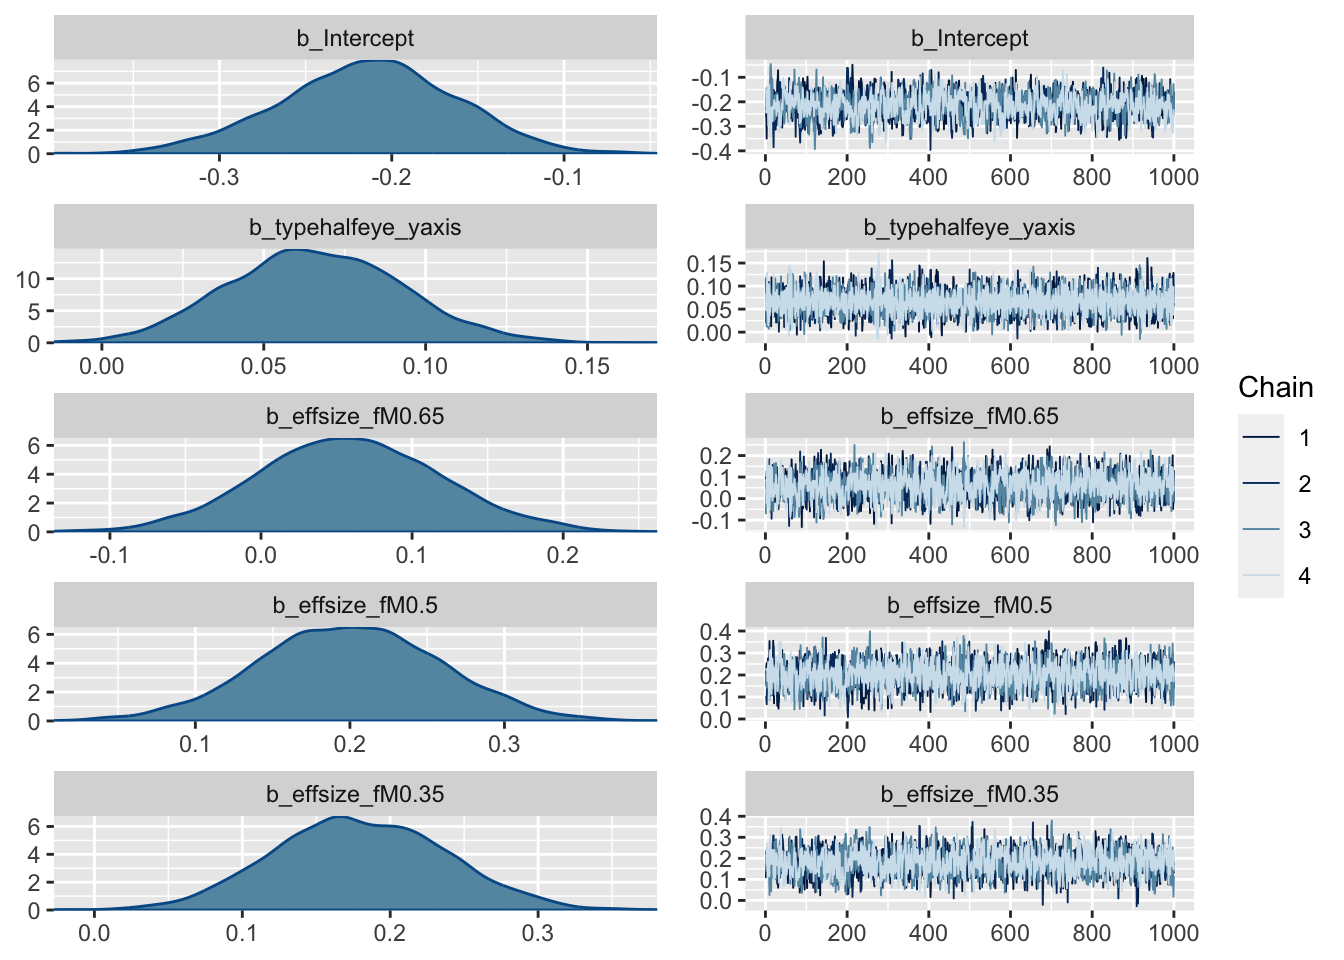 b_Intercept
6
4
2
0
-0.3 -0.2 -0.1
b_Intercept
-0.1
-0.2
-0.3
-0.4
0 200 400 600 800 1000
b_typehalfeye_yaxis
10
5
0
0.00 0.05 0.10 0.15
b_typehalfeye_yaxis
0.15
0.10
0.05
0.00
0 200 400 600 800 1000
b_effsize_fM0.65
6
4
2
0
-0.1 0.0 0.1 0.2
b_effsize_fM0.65
0.2
0.1
0.0
-0.1
0 200 400 600 800 1000
b_effsize_fM0.5
6
4
2
0
0.1 0.2 0.3
b_effsize_fM0.5
0.4
0.3
0.2
0.1
0.0
0 200 400 600 800 1000
b_effsize_fM0.35
6
4
2
0
0.0 0.1 0.2 0.3
b_effsize_fM0.35
0.4
0.3
0.2
0.1
0.0
0 200 400 600 800 1000
Chain
1
2
3
4